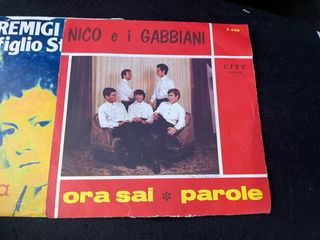 REMIGI
figlio St
a
NICO e i GABBIANI
CITY
ora sai * parole